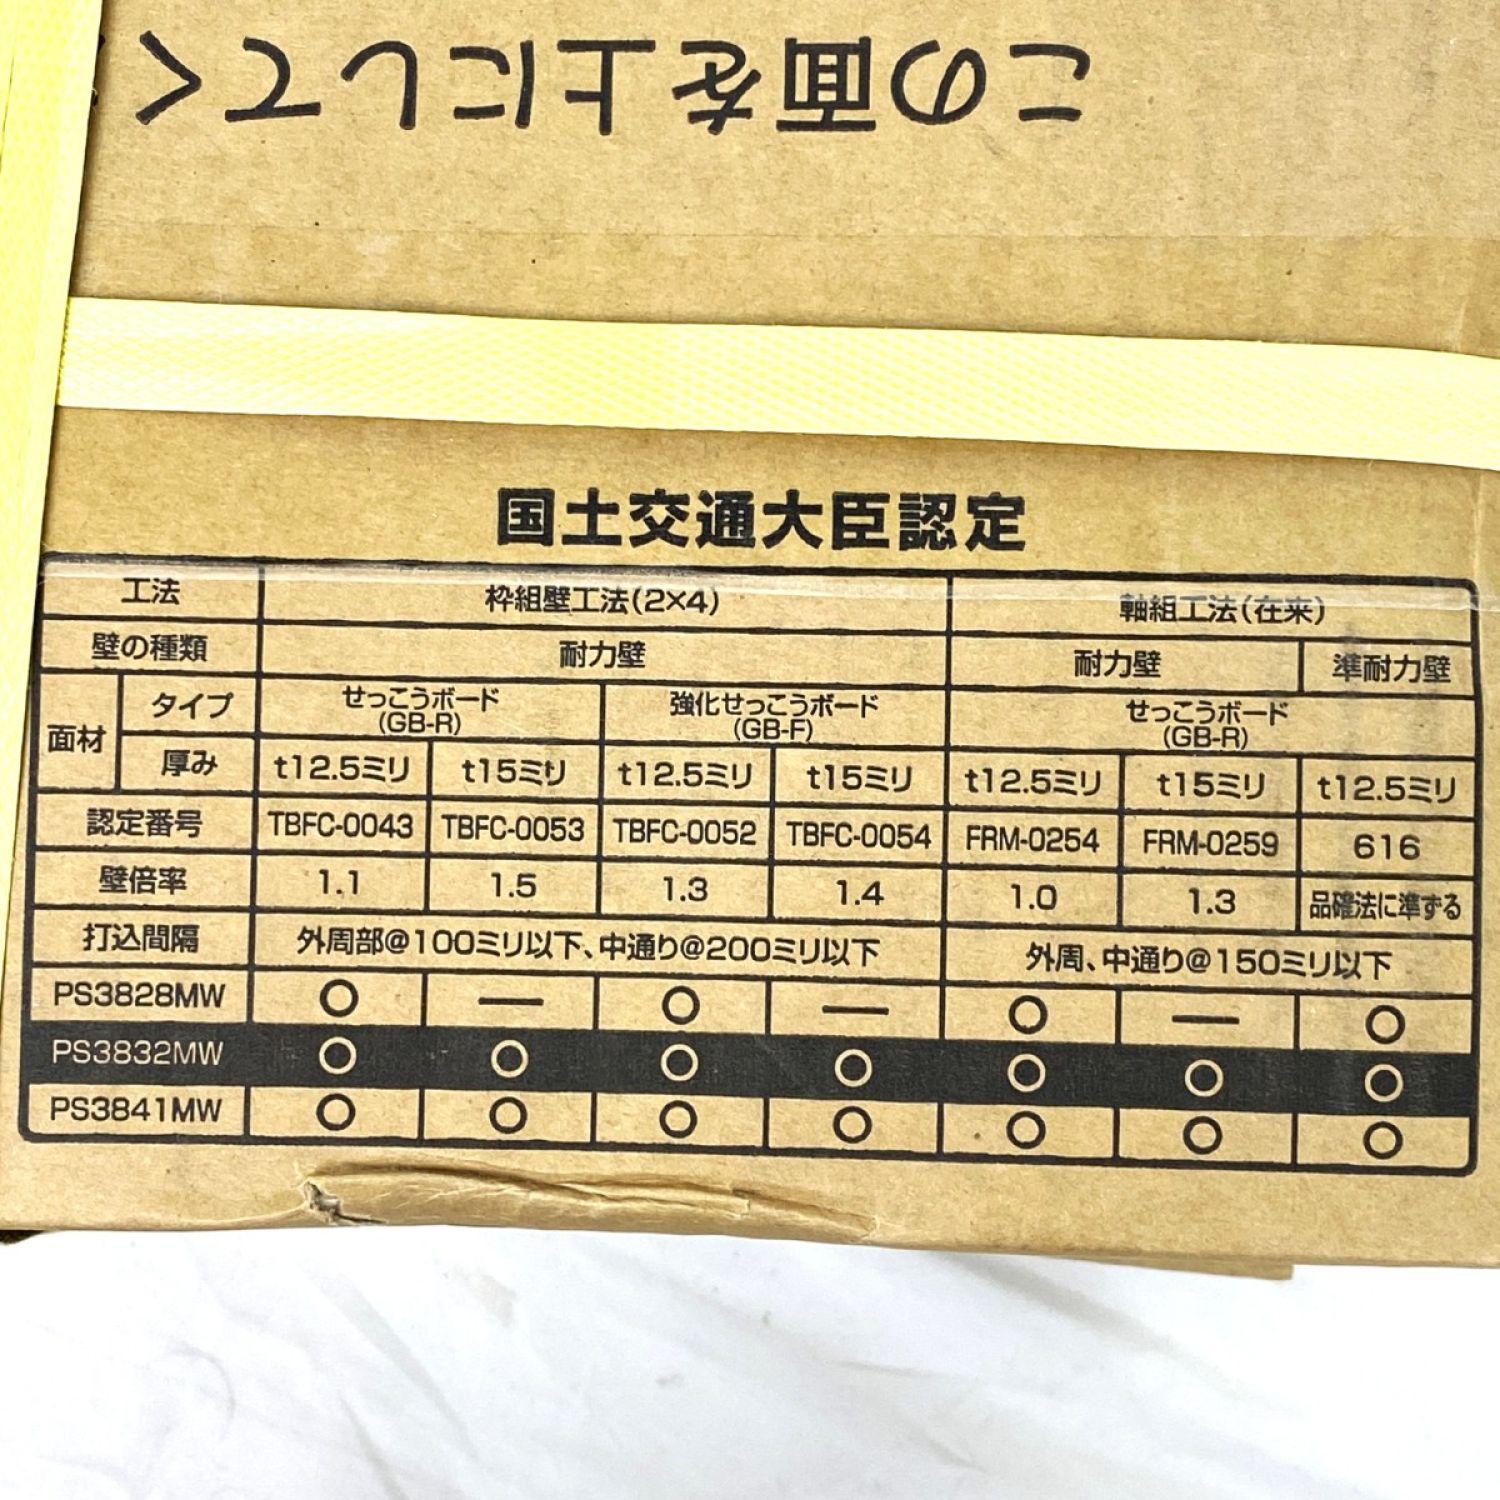 この面を上にしてく
国土交通大臣認定
工法 枠組壁工法(2×4) 軸組工法(在来)
壁の種類 耐力壁 耐力壁 準耐力壁
面材 タイプ せっこうボード(GB-R) 強化せっこうボード(GB-F) せっこうボード(GB-R)
厚み t12.5ミリ t15ミリ t12.5ミリ t15ミリ t12.5ミリ t15ミリ t12.5ミリ
認定番号 TBFC-0043 TBFC-0053 TBFC-0052 TBFC-0054 FRM-0254 FRM-0259 616
壁倍率 1.1 1.5 1.3 1.4 1.0 1.3 品確法に準ずる
打込間隔 外周部@100ミリ以下、中通り@200ミリ以下 外周、中通り@150ミリ以下
PS3828MW ○ — ○ — ○ — ○
PS3832MW ○ ○ ○ ○ ○ ○ ○
PS3841MW ○ ○ ○ ○ ○ ○ ○